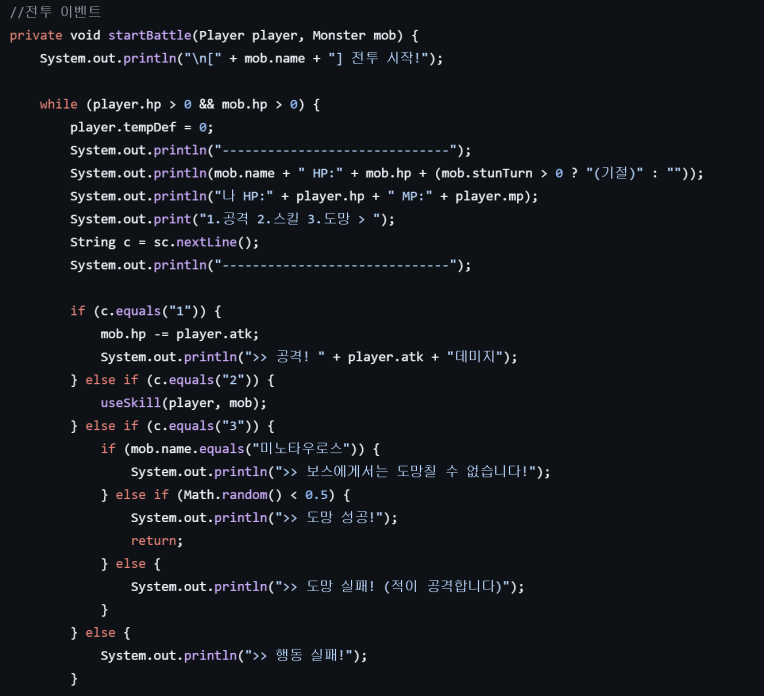 //전투 이벤트
private void startBattle(Player player, Monster mob) {
    System.out.println("\n[" + mob.name + "] 전투 시작!");

    while (player.hp > 0 && mob.hp > 0) {
        player.tempDef = 0;
        System.out.println("------------------------------");
        System.out.println(mob.name + " HP:" + mob.hp + (mob.stunTurn > 0 ? "(기절)" : ""));
        System.out.println("나 HP:" + player.hp + " MP:" + player.mp);
        System.out.print("1.공격 2.스킬 3.도망 > ");
        String c = sc.nextLine();
        System.out.println("------------------------------");

        if (c.equals("1")) {
            mob.hp -= player.atk;
            System.out.println(">> 공격! " + player.atk + "데미지");
        } else if (c.equals("2")) {
            useSkill(player, mob);
        } else if (c.equals("3")) {
            if (mob.name.equals("미노타우로스")) {
                System.out.println(">> 보스에게서는 도망칠 수 없습니다!");
            } else if (Math.random() < 0.5) {
                System.out.println(">> 도망 성공!");
                return;
            } else {
                System.out.println(">> 도망 실패! (적이 공격합니다)");
            }
        } else {
            System.out.println(">> 행동 실패!");
        }